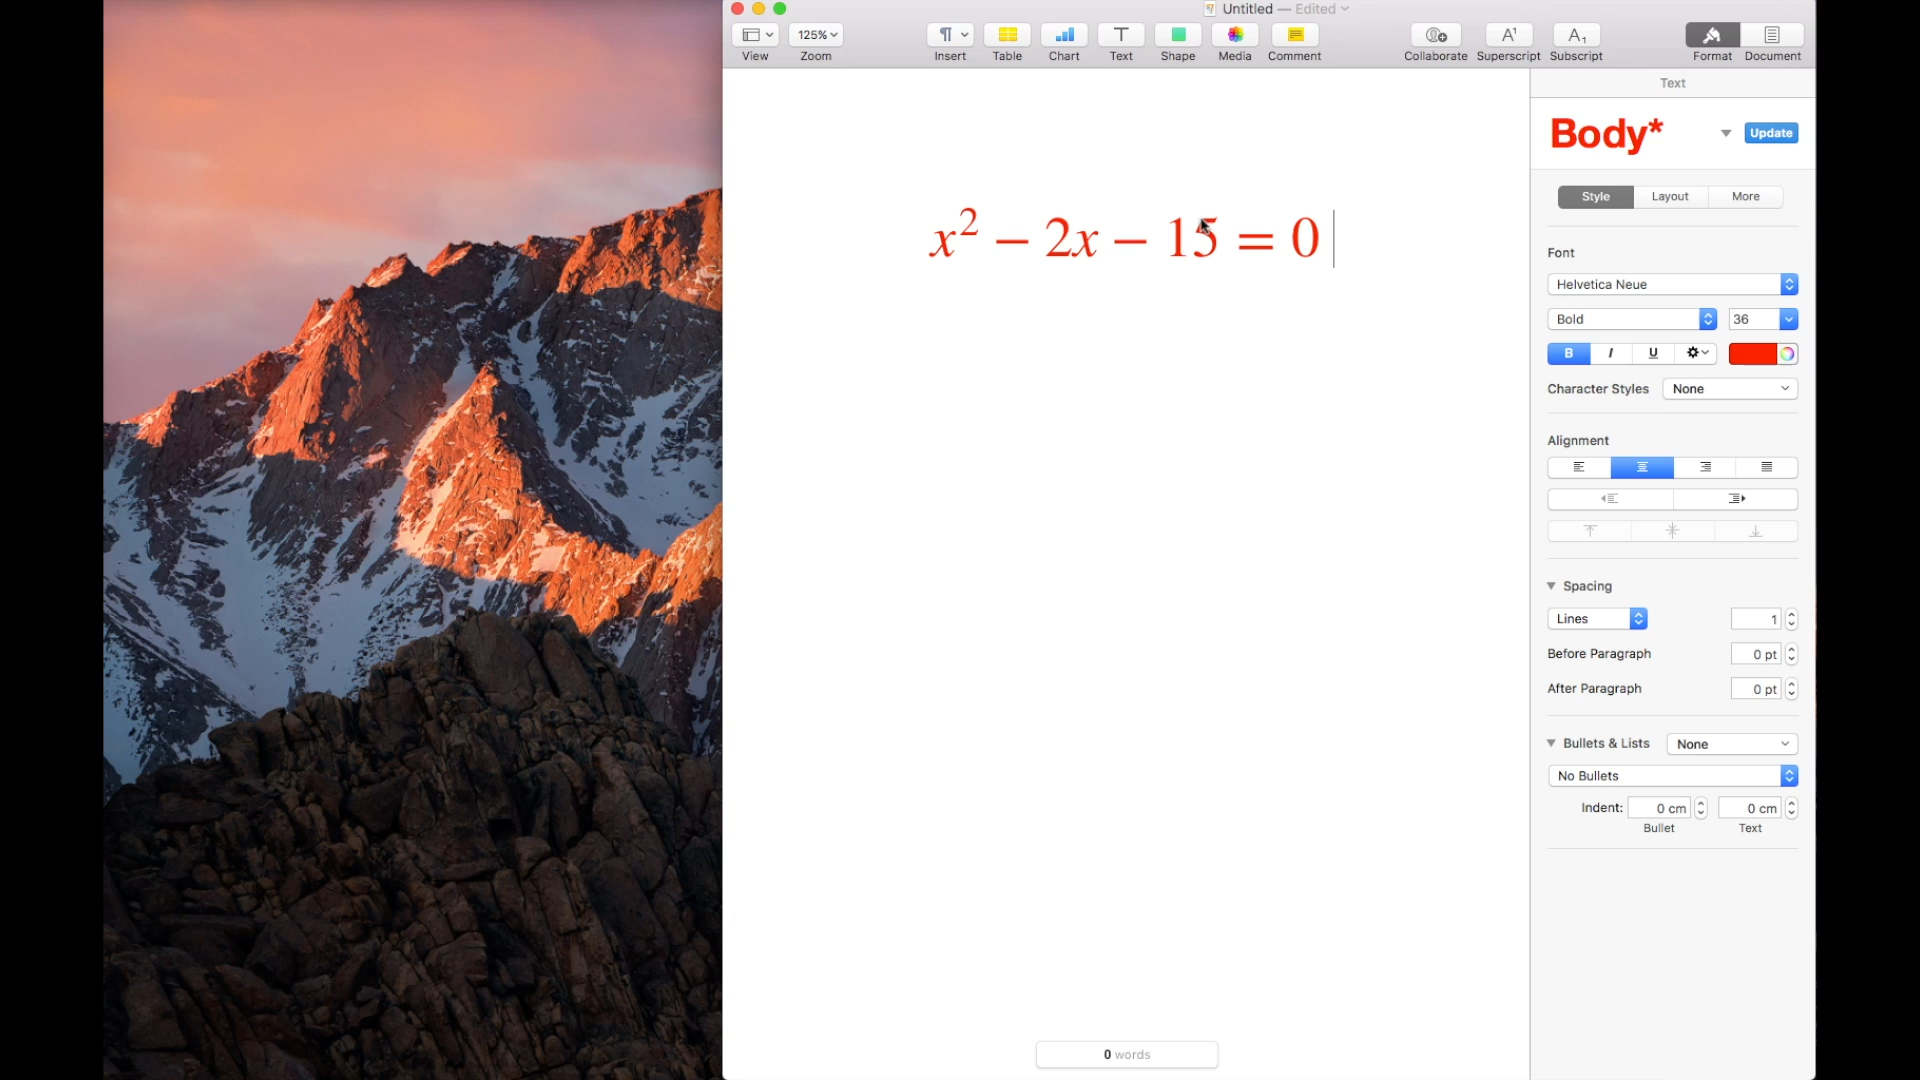 Untitled — Edited
125%
View
Zoom
Insert
Table
Chart
Text
Shape
Media
Comment
Collaborate
Superscript
Subscript
Format
Document
Text
Body*
Update
Style
Layout
More
x² − 2x − 15 = 0
Font
Helvetica Neue
Bold
36
B
I
U
Character Styles
None
Alignment
Spacing
Lines
1
Before Paragraph
0 pt
After Paragraph
0 pt
Bullets & Lists
None
No Bullets
Indent:
0 cm
0 cm
Bullet
Text
0 words